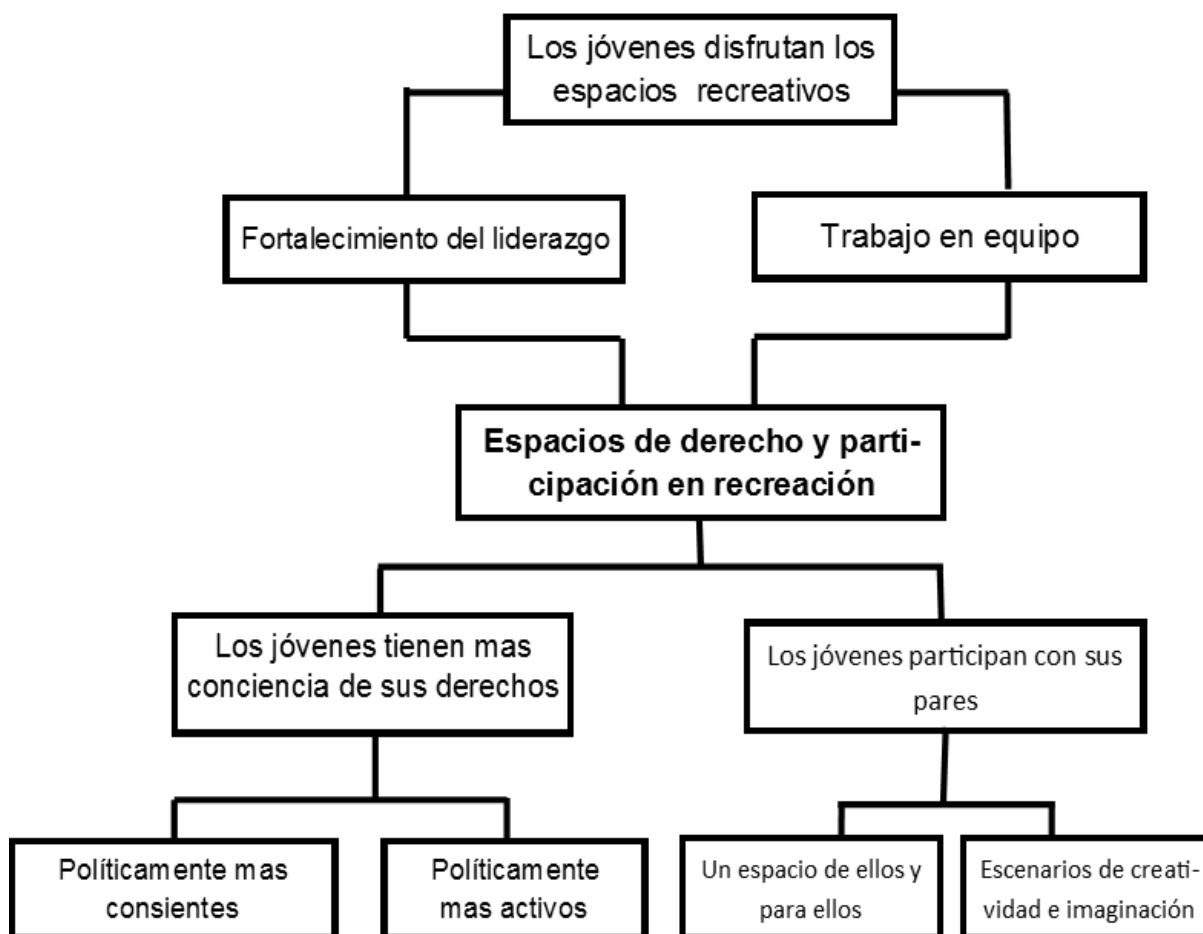 Los jóvenes disfrutan los
espacios recreativos
Fortalecimiento del liderazgo
Trabajo en equipo
Espacios de derecho y parti-
cipación en recreación
Los jóvenes tienen mas
conciencia de sus derechos
Los jóvenes participan con sus
pares
Políticamente mas
consientes
Políticamente
mas activos
Un espacio de ellos y
para ellos
Escenarios de creati-
vidad e imaginación